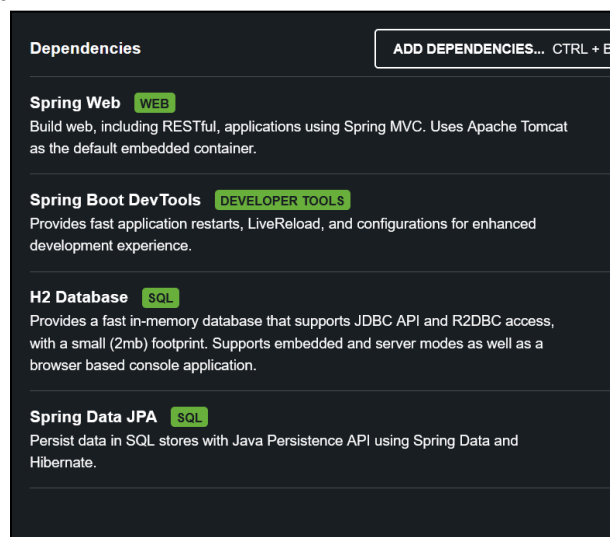 Dependencies ADD DEPENDENCIES... CTRL + B
Spring Web WEB
Build web, including RESTful, applications using Spring MVC. Uses Apache Tomcat
as the default embedded container.
Spring Boot DevTools DEVELOPER TOOLS
Provides fast application restarts, LiveReload, and configurations for enhanced
development experience.
H2 Database SQL
Provides a fast in-memory database that supports JDBC API and R2DBC access,
with a small (2mb) footprint. Supports embedded and server modes as well as a
browser based console application.
Spring Data JPA SQL
Persist data in SQL stores with Java Persistence API using Spring Data and
Hibernate.